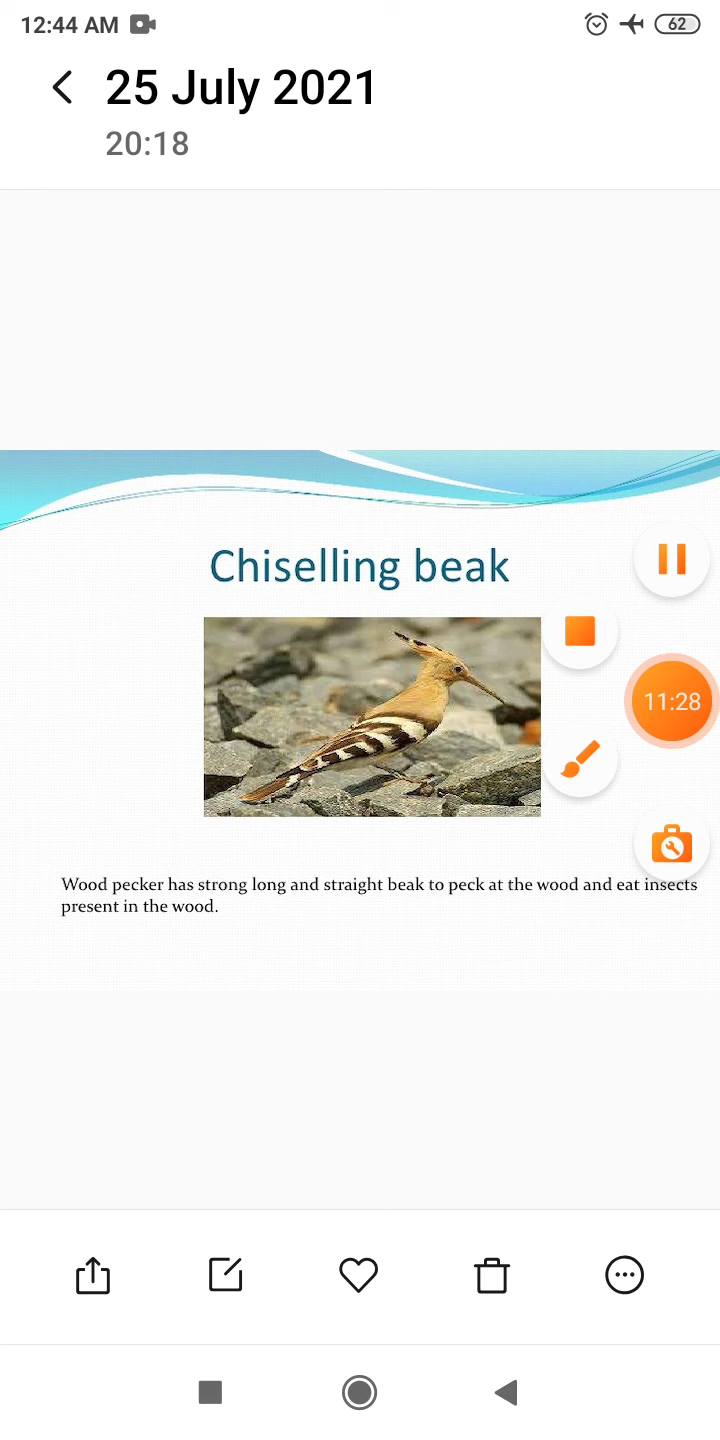 12:44 AM
62
25 July 2021
20:18
Chiselling beak
11:28
Wood pecker has strong long and straight beak to peck at the wood and eat insects
present in the wood.